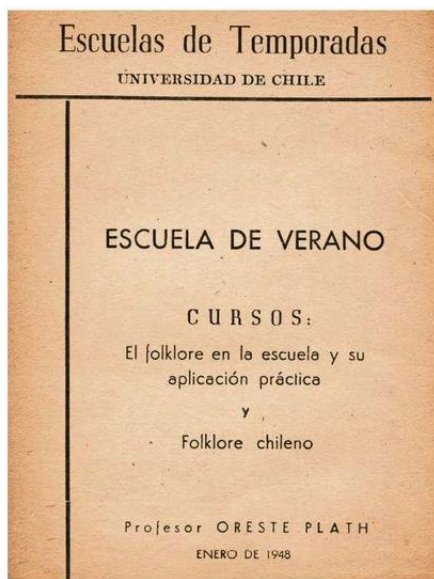 Escuelas de Temporadas
UNIVERSIDAD DE CHILE
ESCUELA DE VERANO
CURSOS:
El folklore en la escuela y su
aplicación práctica
y
Folklore chileno
Profesor ORESTE PLATH
ENERO DE 1948